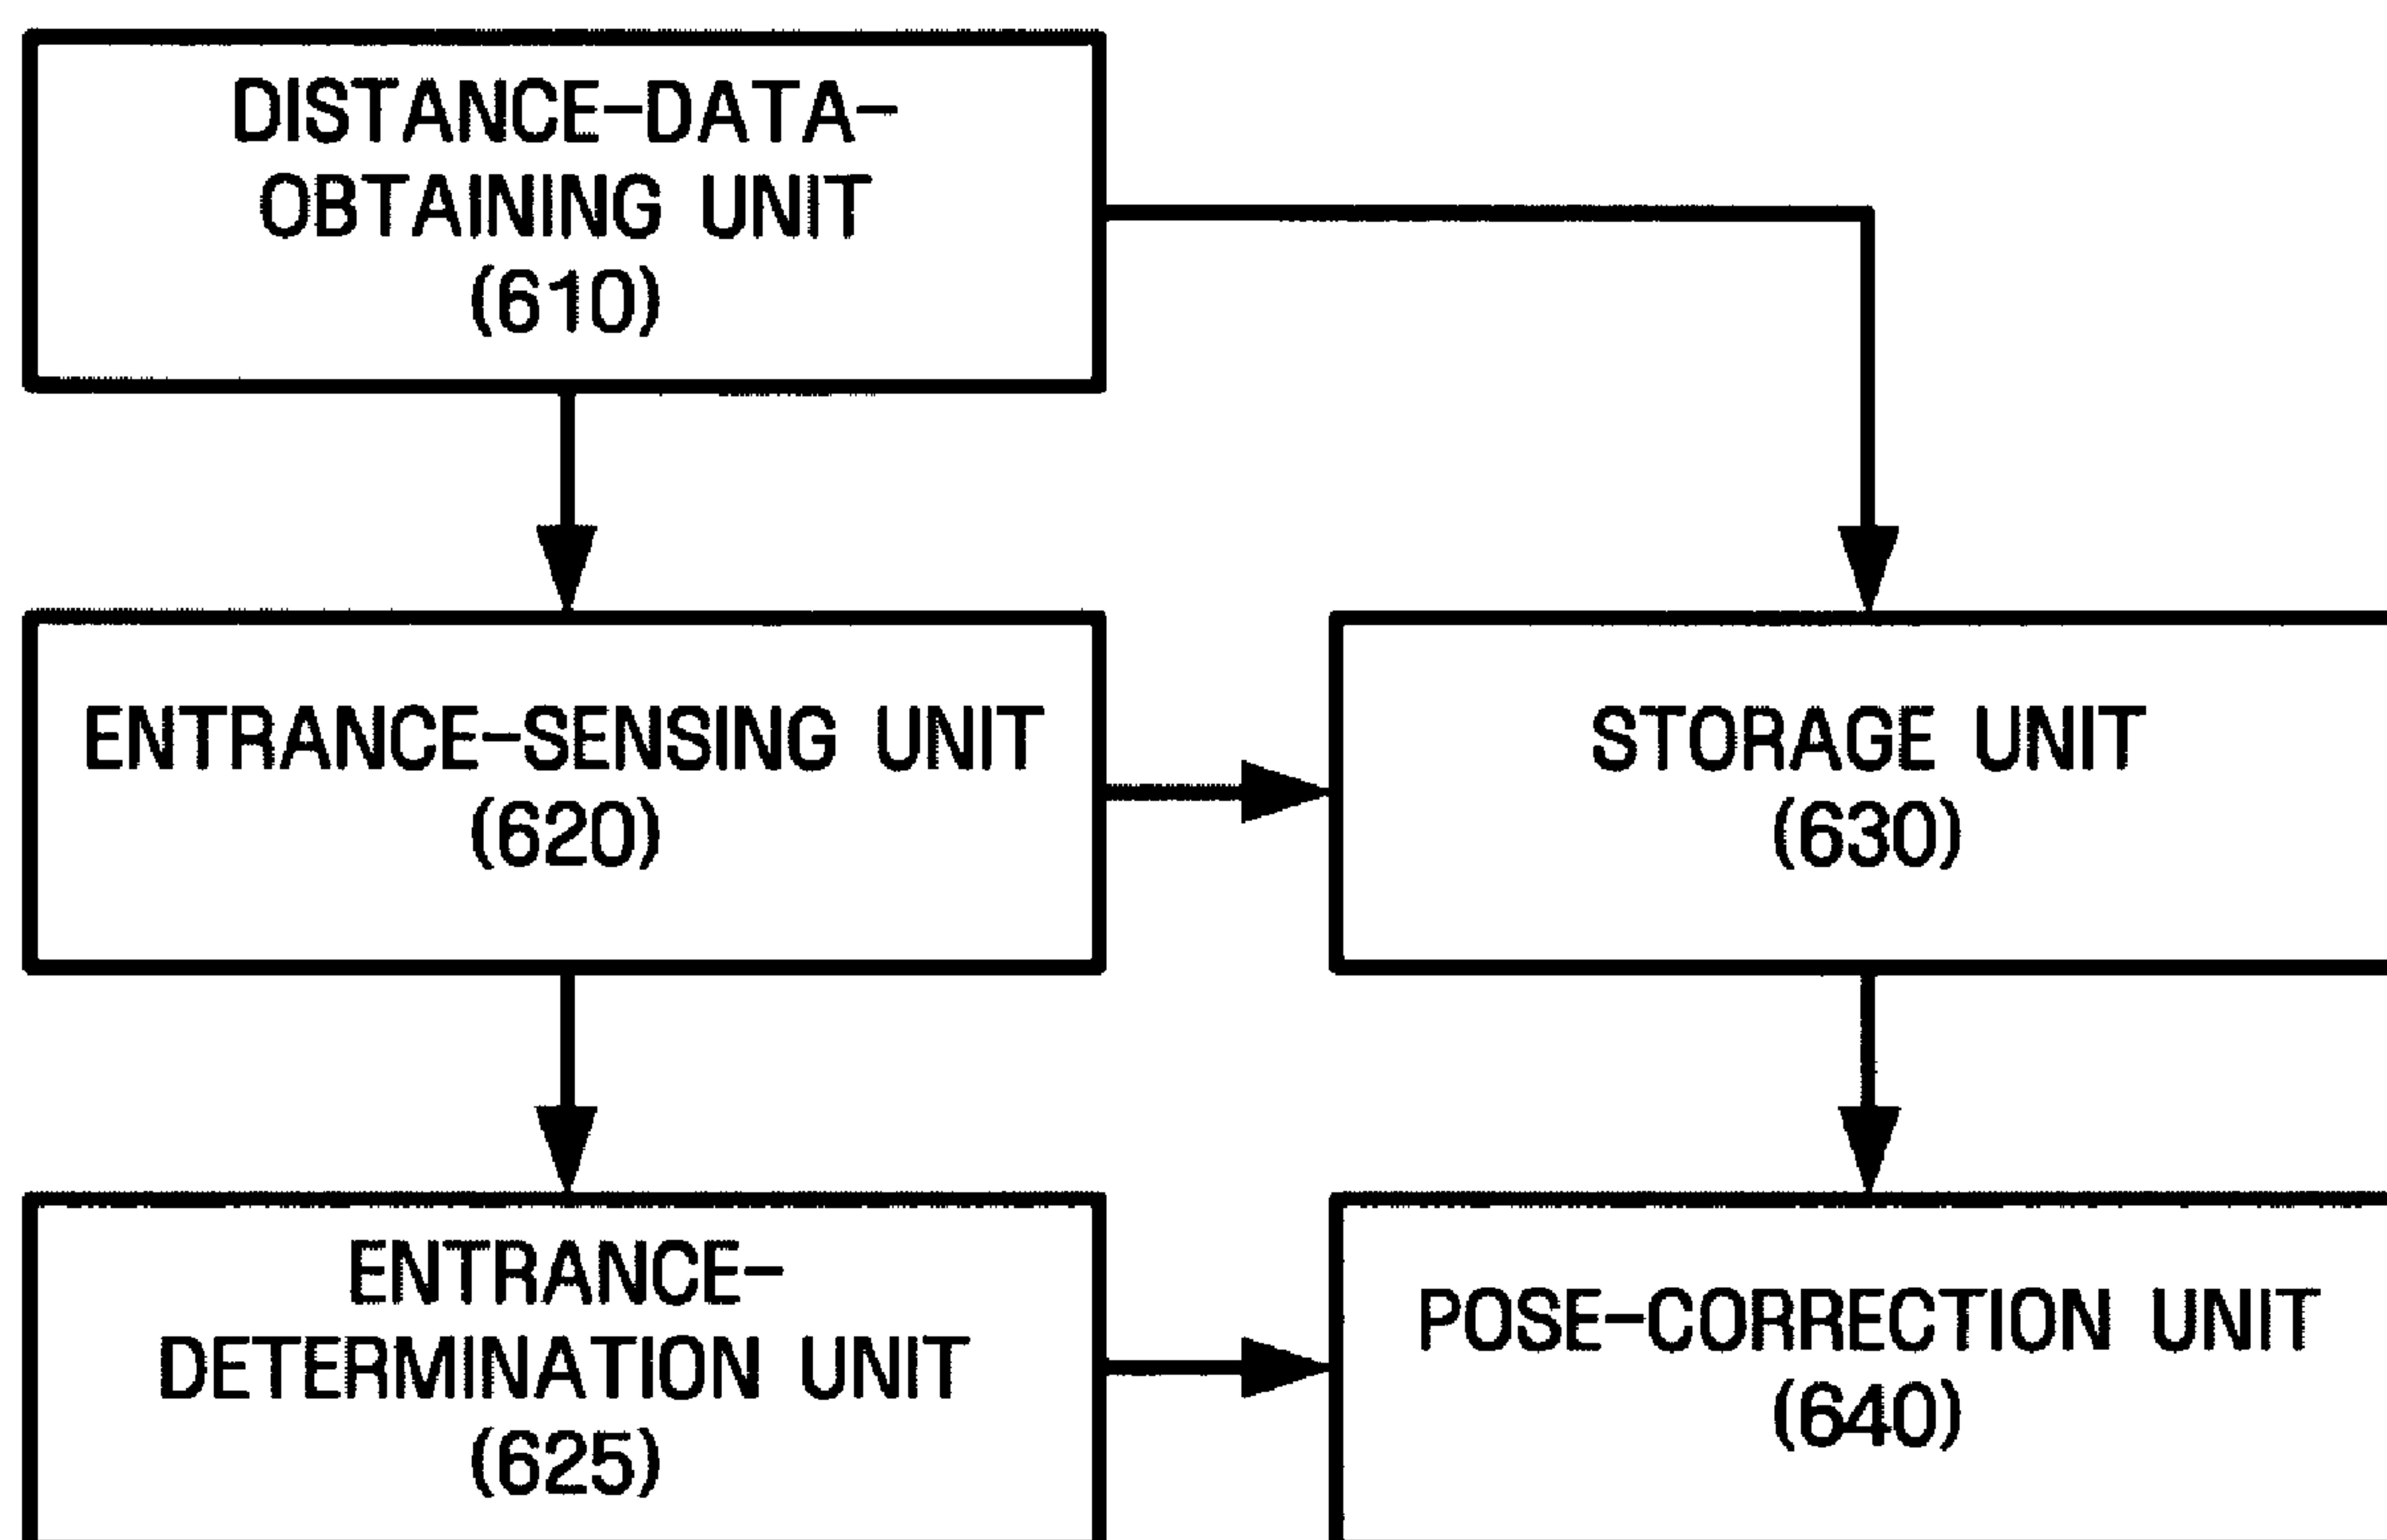 DISTANCE-DATA-
OBTAINING UNIT
(610)
ENTRANCE-SENSING UNIT
(620)
STORAGE UNIT
(630)
ENTRANCE-
DETERMINATION UNIT
(625)
POSE-CORRECTION UNIT
(640)